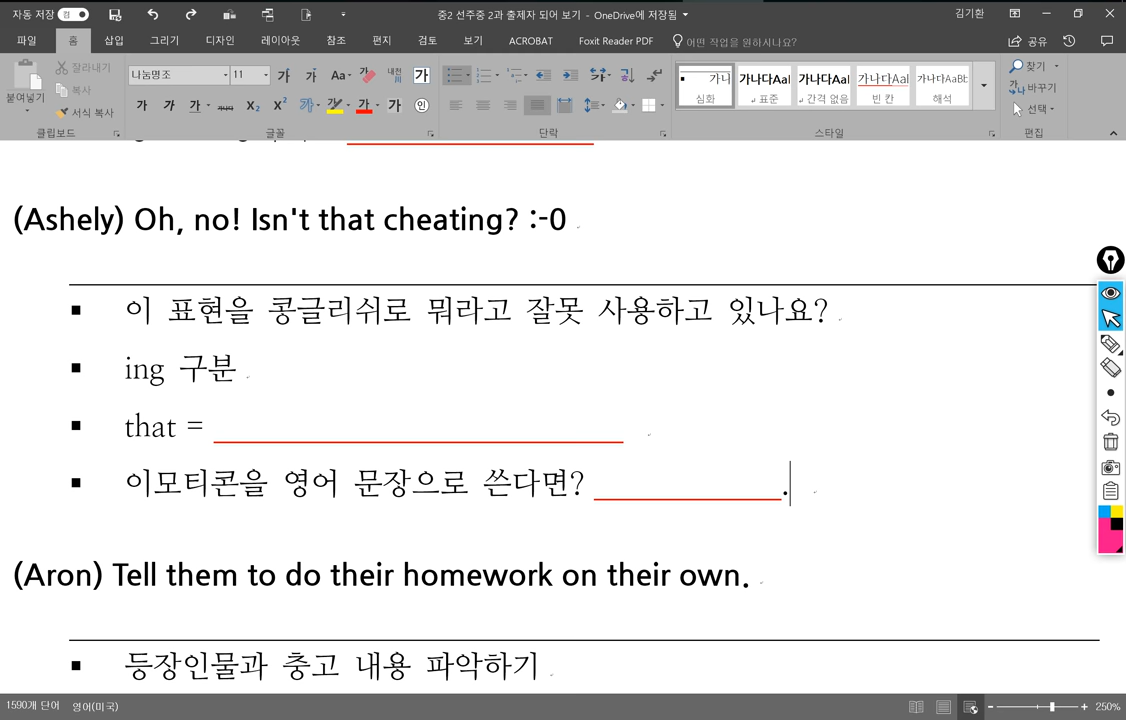 자동 저장 컴 중2 선주중 2과 출제자 되어 보기 - OneDrive에 저장됨 김기환
파일 홈 삽입 그리기 디자인 레이아웃 참조 편지 검토 보기 ACROBAT Foxit Reader PDF 어떤 작업을 원하시나요? 공유
붙여넣기 잘라내기 복사 서식 복사
나눔명조 11
가나 가나다Aal 가나다Aal 가나다Aal 가나다AaBb
심화 표준 간격 없음 빈 칸 해석
찾기 바꾸기 선택
클립보드 글꼴 단락 스타일 편집
(Ashely) Oh, no! Isn't that cheating? :-0
▪ 이 표현을 콩글리쉬로 뭐라고 잘못 사용하고 있나요?
▪ ing 구분
▪ that =
▪ 이모티콘을 영어 문장으로 쓴다면? .
(Aron) Tell them to do their homework on their own.
▪ 등장인물과 충고 내용 파악하기
1590개 단어 영어(미국) 250%